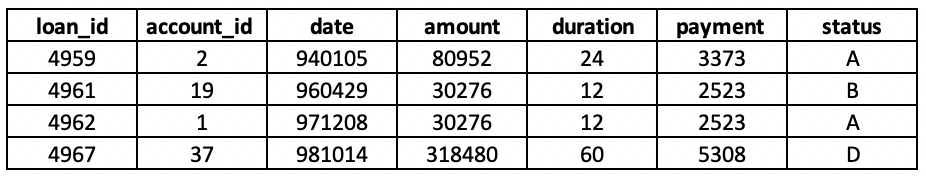 loan_id account_id date amount duration payment status
4959 2 940105 80952 24 3373 A
4961 19 960429 30276 12 2523 B
4962 1 971208 30276 12 2523 A
4967 37 981014 318480 60 5308 D